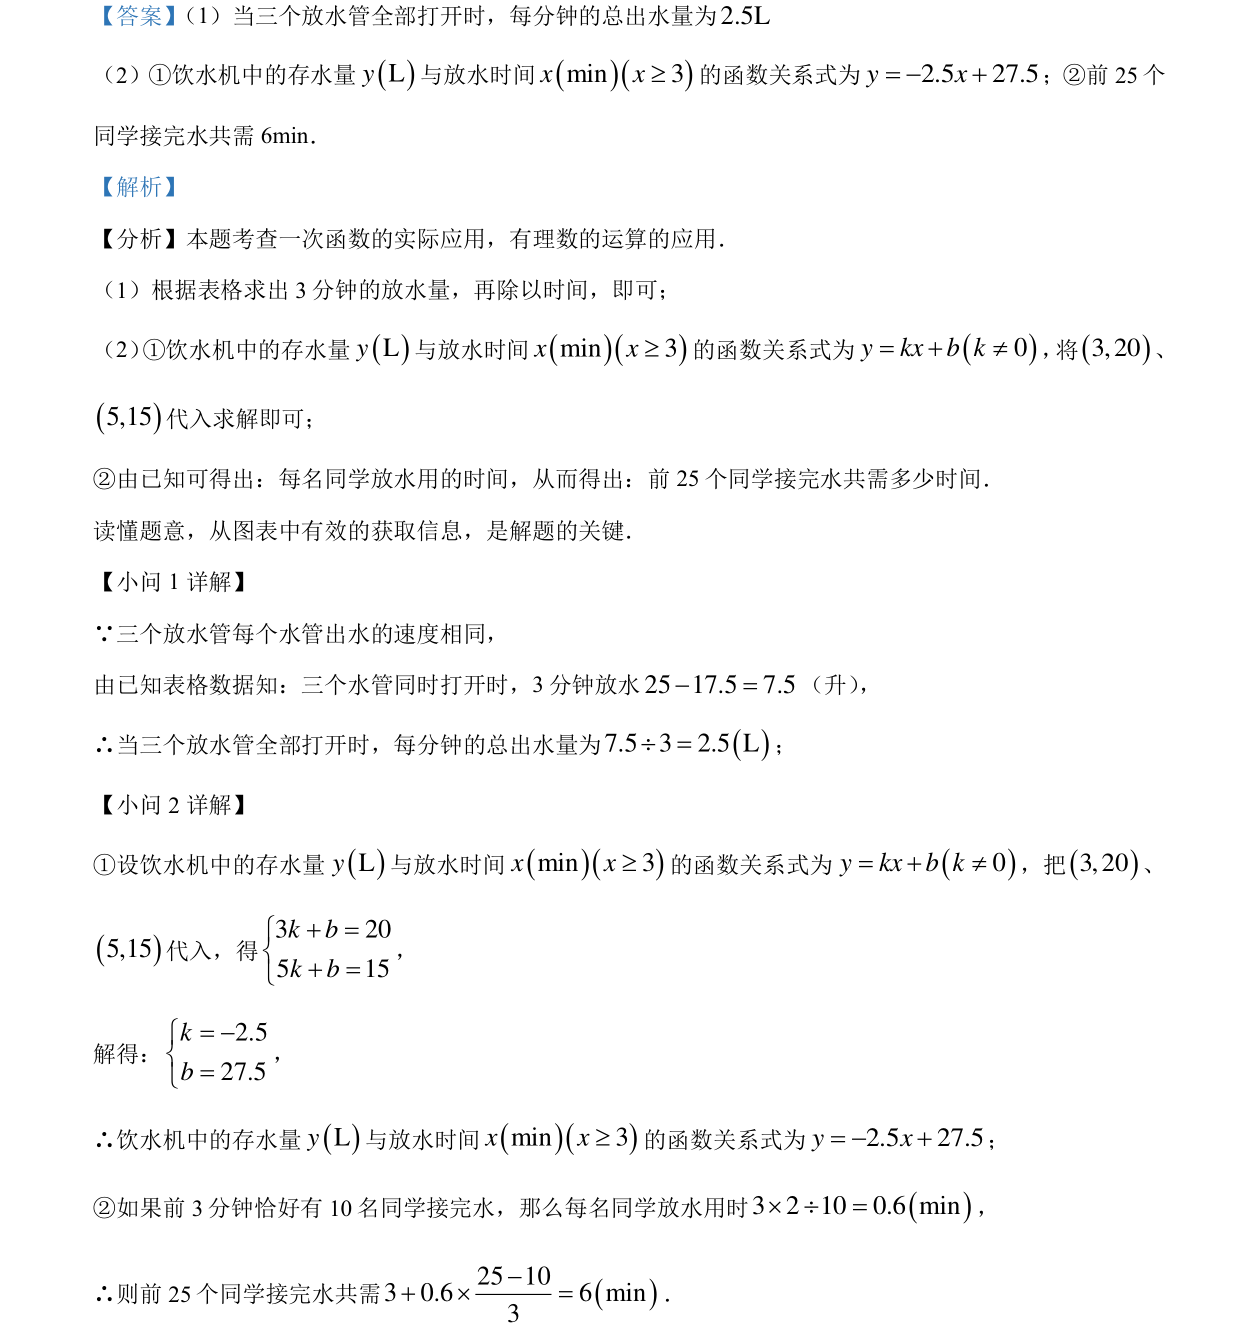 【答案】（1）当三个放水管全部打开时，每分钟的总出水量为2.5L
（2）①饮水机中的存水量 y(L)与放水时间 x(min)(x≥3)的函数关系式为 y=−2.5x+27.5；②前 25 个
同学接完水共需 6min．
【解析】
【分析】本题考查一次函数的实际应用，有理数的运算的应用．
（1）根据表格求出 3 分钟的放水量，再除以时间，即可；
（2）①饮水机中的存水量 y(L)与放水时间 x(min)(x≥3)的函数关系式为 y=kx+b(k≠0)，将(3,20)、
(5,15)代入求解即可；
②由已知可得出：每名同学放水用的时间，从而得出：前 25 个同学接完水共需多少时间．
读懂题意，从图表中有效的获取信息，是解题的关键．
【小问 1 详解】
∵三个放水管每个水管出水的速度相同，
由已知表格数据知：三个水管同时打开时，3 分钟放水25−17.5=7.5（升），
∴当三个放水管全部打开时，每分钟的总出水量为7.5÷3=2.5(L)；
【小问 2 详解】
①设饮水机中的存水量 y(L)与放水时间 x(min)(x≥3)的函数关系式为 y=kx+b(k≠0)，把(3,20)、
(5,15)代入，得{3k+b=20
5k+b=15，
解得：{k=−2.5
b=27.5，
∴饮水机中的存水量 y(L)与放水时间 x(min)(x≥3)的函数关系式为 y=−2.5x+27.5；
②如果前 3 分钟恰好有 10 名同学接完水，那么每名同学放水用时3×2÷10=0.6(min)，
∴则前 25 个同学接完水共需3+0.6×(25−10)/3=6(min)．